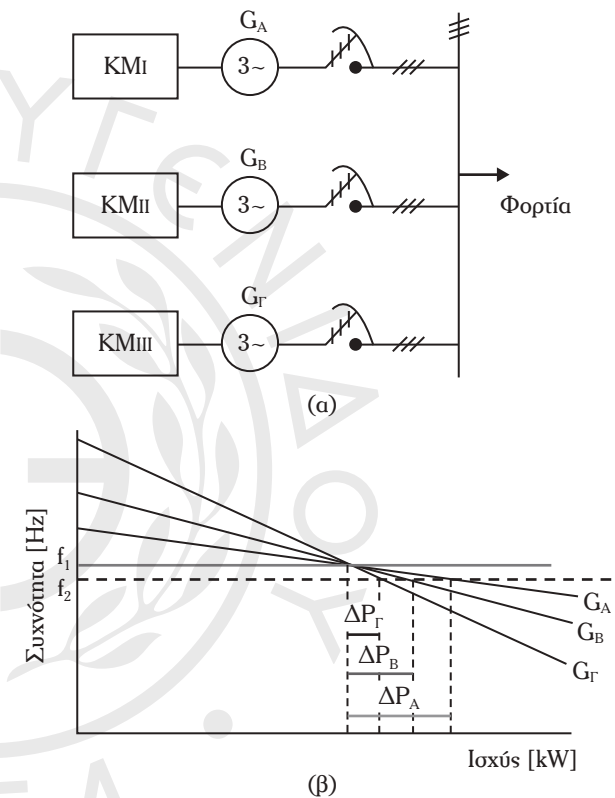 G_A
KMI
3~
G_B
KMII
3~
Φορτία
G_Γ
KMIII
3~
(α)
Συχνότητα [Hz]
f_1
f_2
G_A
G_B
G_Γ
ΔP_Γ
ΔP_B
ΔP_A
Ισχύς [kW]
(β)